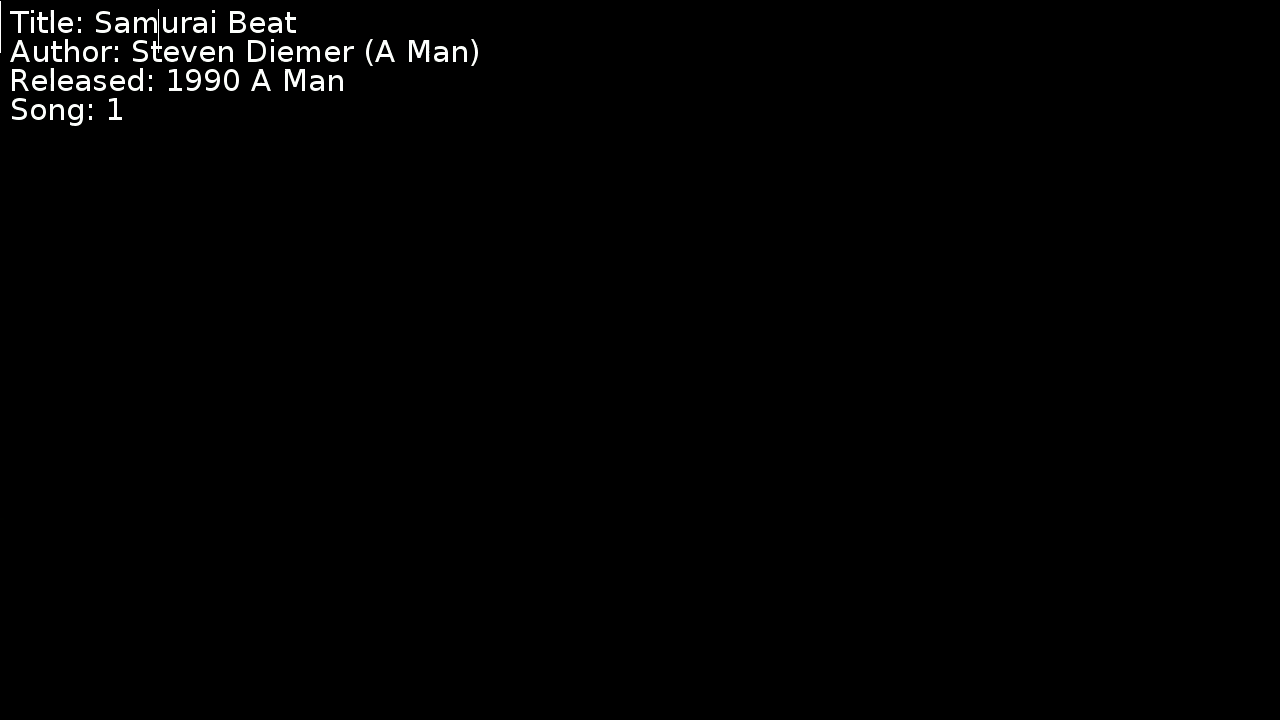 Title: Samurai Beat
Author: Steven Diemer (A Man)
Released: 1990 A Man
Song: 1